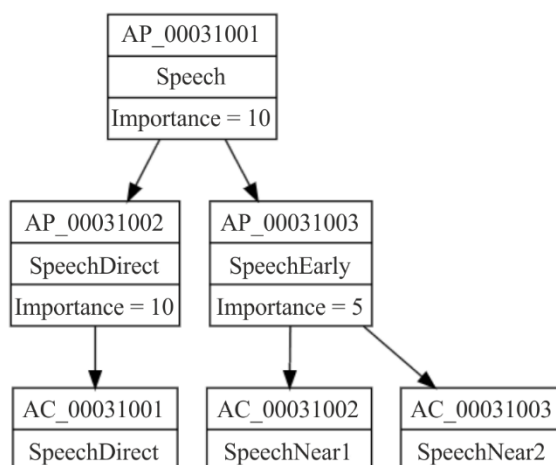 AP_00031001
Speech
Importance = 10
AP_00031002
SpeechDirect
Importance = 10
AP_00031003
SpeechEarly
Importance = 5
AC_00031001
SpeechDirect
AC_00031002
SpeechNear1
AC_00031003
SpeechNear2